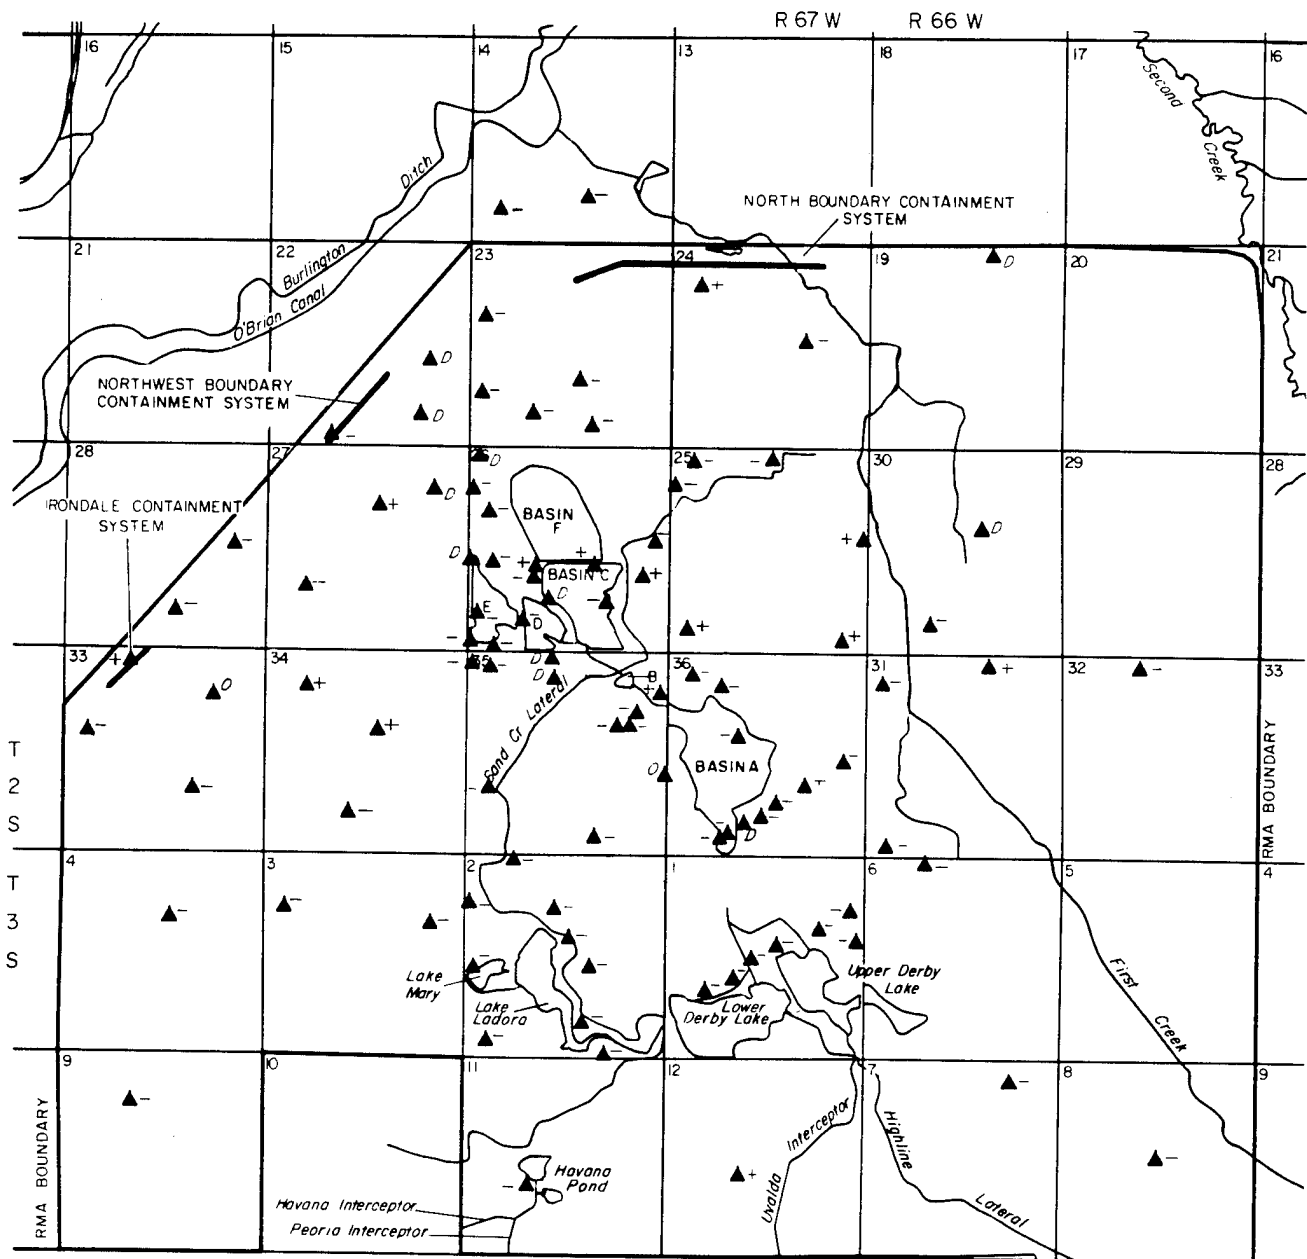 R 67 W R 66 W
16 15 14 13 18 17 16
Second
Creek
Ditch
Burlington
O'Brian Canal
NORTH BOUNDARY CONTAINMENT
SYSTEM
21 22 23 24 19 20 21
D
+
-
NORTHWEST BOUNDARY
CONTAINMENT SYSTEM
D
D
28 27 26 25 30 29 28
IRONDALE CONTAINMENT
SYSTEM
BASIN
F
BASIN C
E
D
33 34 35 36 31 32 33
B
Sand Cr Lateral
BASIN A
T
2
S
RMA BOUNDARY
4 3 2 1 6 5 4
T
3
S
Lake
Mary
Lake
Ladora
Lower
Derby Lake
Upper Derby
Lake
First
Creek
9 10 11 12 7 8 9
RMA BOUNDARY
Interceptor
Uvalda
Highline
Lateral
Havana
Pond
Havana Interceptor
Peoria Interceptor